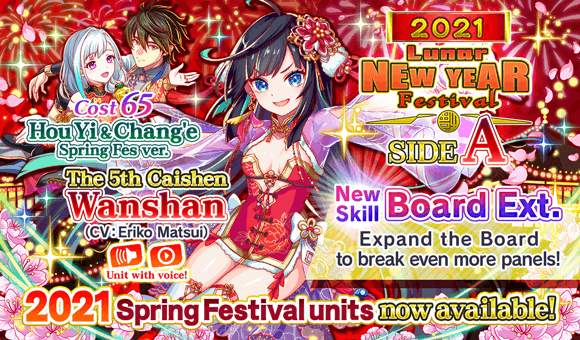 2021
Lunar
NEW YEAR
Festival
SIDE A
Cost 65
Hou Yi & Chang'e
Spring Fes ver.
The 5th Caishen
Wanshan
(CV: Eriko Matsui)
Unit with voice!
New
Skill
Board Ext.
Expand the Board
to break even more panels!
2021 Spring Festival units now available!